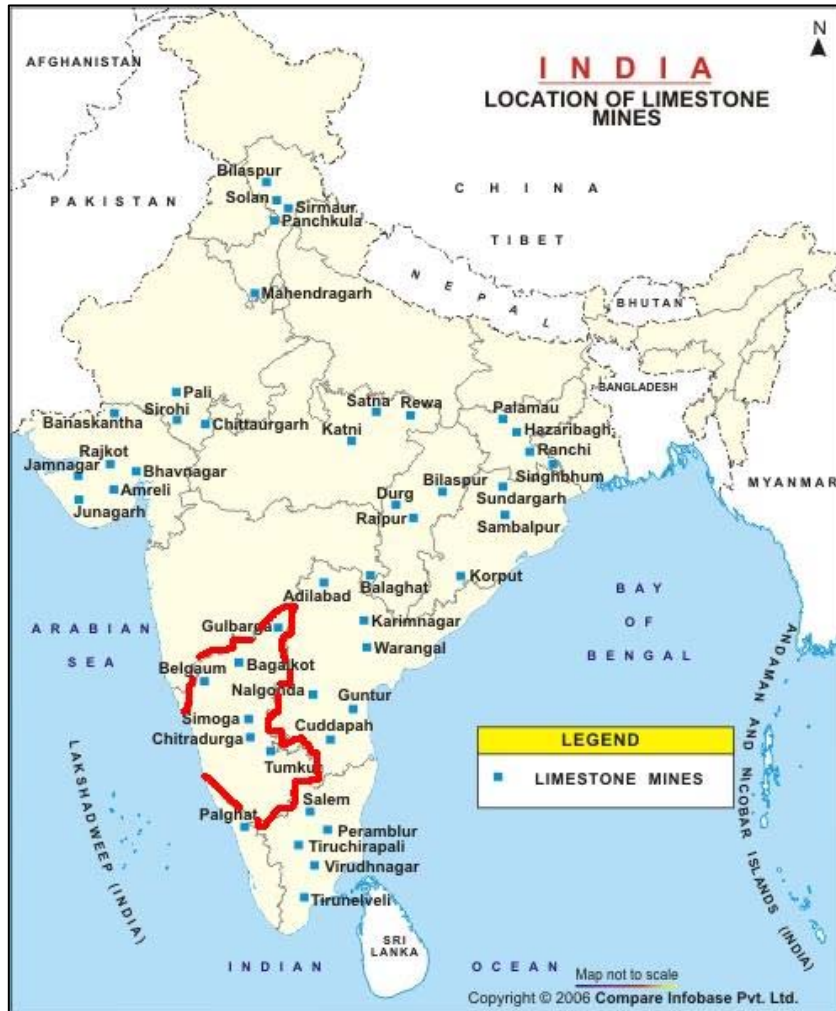 N
I N D I A
LOCATION OF LIMESTONE
MINES
AFGHANISTAN
PAKISTAN
CHINA
TIBET
NEPAL
BHUTAN
BANGLADESH
MYANMAR
Bilaspur
Solan
Sirmaur
Panchkula
Mahendragarh
Pali
Sirohi
Banaskantha
Chittaurgarh
Satna
Rewa
Katni
Palamau
Hazaribagh
Ranchi
Singhbhum
Rajkot
Jamnagar
Bhavnagar
Amreli
Junagarh
Bilaspur
Durg
Raipur
Sundargarh
Sambalpur
Balaghat
Korput
Adilabad
Karimnagar
Warangal
Gulbarga
Bagalkot
Belgaum
Nalgonda
Guntur
Simoga
Chitradurga
Cuddapah
Tumkur
Salem
Palghat
Peramblur
Tiruchirapali
Virudhnagar
Tirunelveli
ARABIAN
SEA
BAY
OF
BENGAL
LAKSHADWEEP (INDIA)
ANDAMAN AND NICOBAR ISLANDS (INDIA)
LEGEND
LIMESTONE MINES
SRI
LANKA
INDIAN OCEAN
Map not to scale
Copyright © 2006 Compare Infobase Pvt. Ltd.